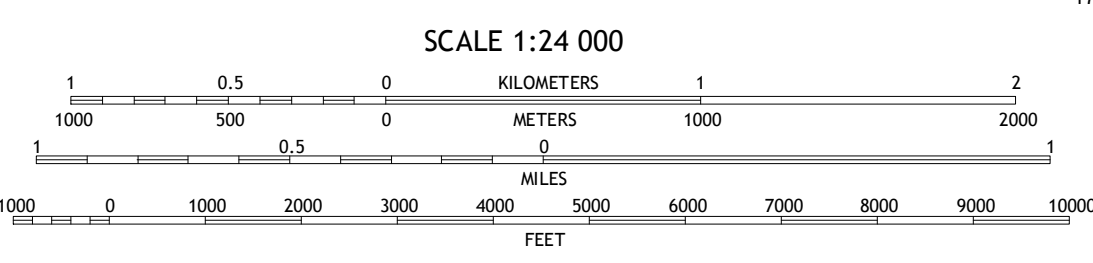 SCALE 1:24 000
1 0.5 0 KILOMETERS 1 2
1000 500 0 METERS 1000 2000
1 0.5 0 1
MILES
1000 0 1000 2000 3000 4000 5000 6000 7000 8000 9000 10000
FEET